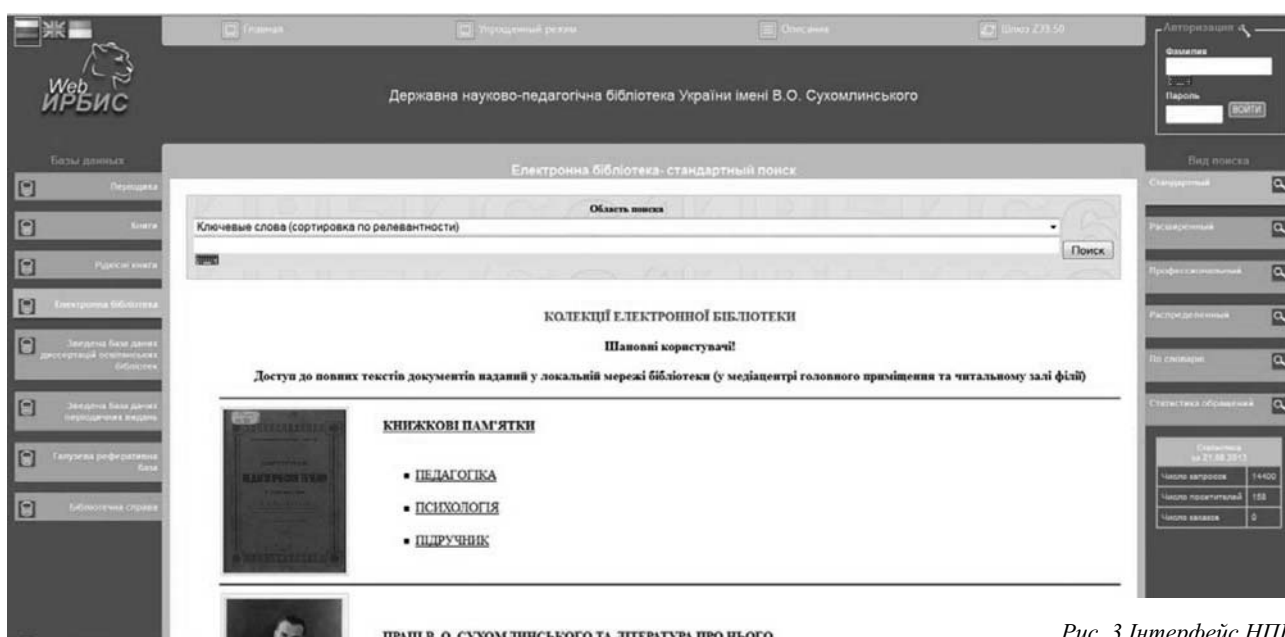 Главная
Упрощенный режим
Описание
Шлюз Z39.50
Авторизация
Фамилия
Пароль
ВОЙТИ
Web
ИРБИС
Державна науково-педагогічна бібліотека України імені В.О. Сухомлинського
Базы данных
Периодика
Книги
Рідкісні книги
Електронна бібліотека
Зведена база даних
дисертацій освітянських
бібліотек
Зведена база даних
періодичних видань
Галузева реферативна
база
Бібліотечна справа
Електронна бібліотека- стандартный поиск
Область поиска
Ключевые слова (сортировка по релевантности)
Поиск
КОЛЕКЦІЇ ЕЛЕКТРОННОЇ БІБЛІОТЕКИ
Шановні користувачі!
Доступ до повних текстів документів наданий у локальній мережі бібліотеки (у медіацентрі головного приміщення та читальному залі філії)
КНИЖКОВІ ПАМ'ЯТКИ
ПЕДАГОГІКА
ПСИХОЛОГІЯ
ПІДРУЧНИК
ПРАЦІ В. О. СУХОМЛИНСЬКОГО ТА ЛІТЕРАТУРА ПРО НЬОГО
Вид поиска
Стандартный
Расширенный
Профессиональный
Распределенный
По словарю
Статистика обращений
Статистика
за 21.08.2013
Число запросов 14400
Число посетителей 158
Число заказов 0
Рис. 3 Інтерфейс НПБ